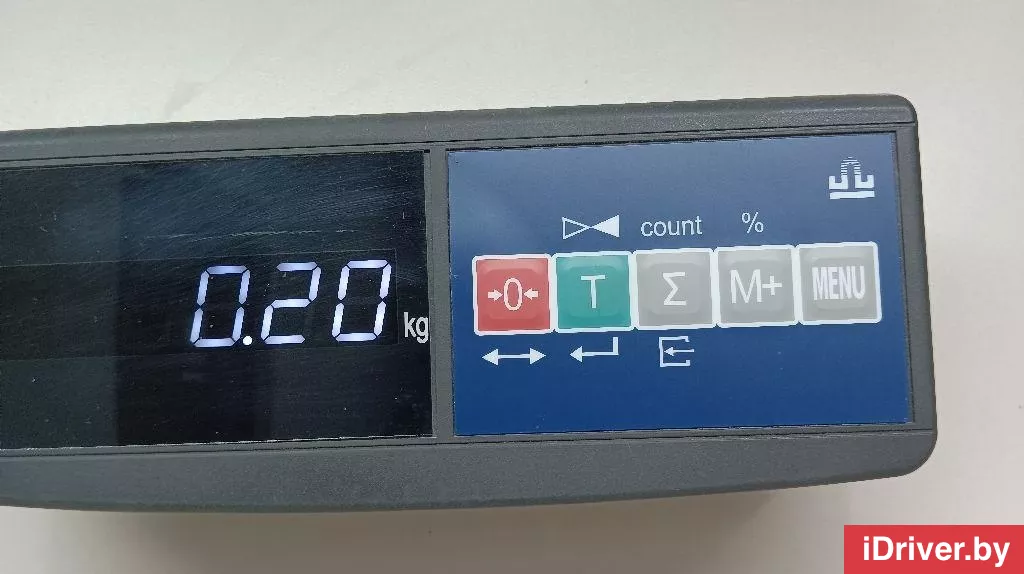 count %
0.20 kg
→0← T Σ M+ MENU
iDriver.by